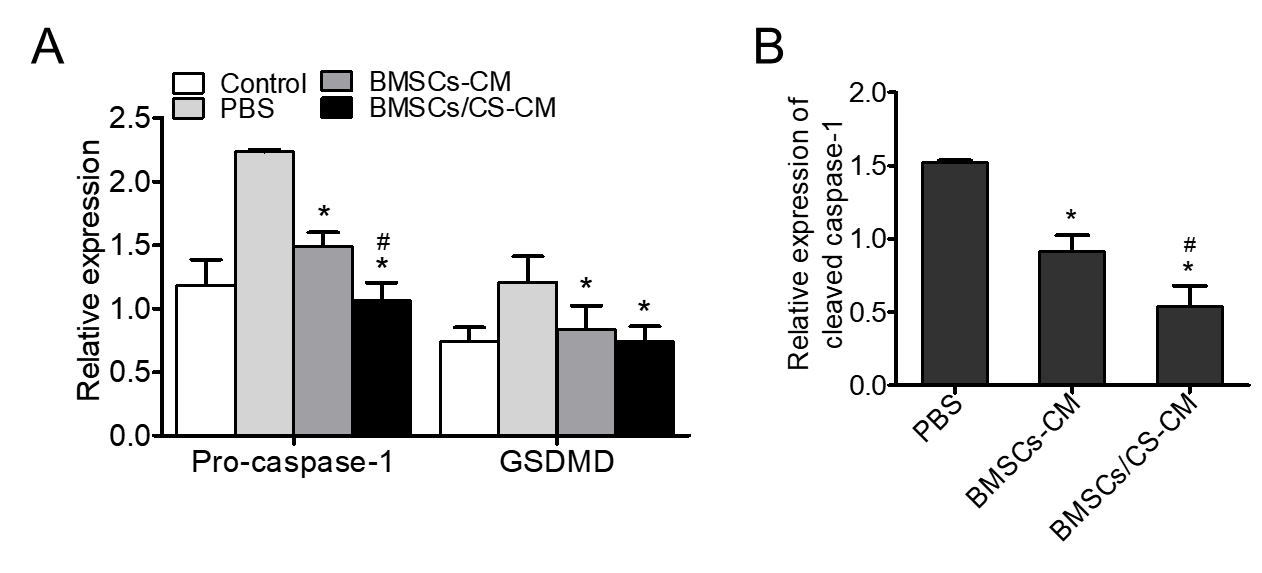 A
Control
BMSCs-CM
PBS
BMSCs/CS-CM
Relative expression
2.5
2.0
1.5
1.0
0.5
0.0
*
#
*
*
*
Pro-caspase-1
GSDMD
B
Relative expression of
cleaved caspase-1
2.0
1.5
1.0
0.5
0.0
*
#
*
PBS
BMSCs-CM
BMSCs/CS-CM